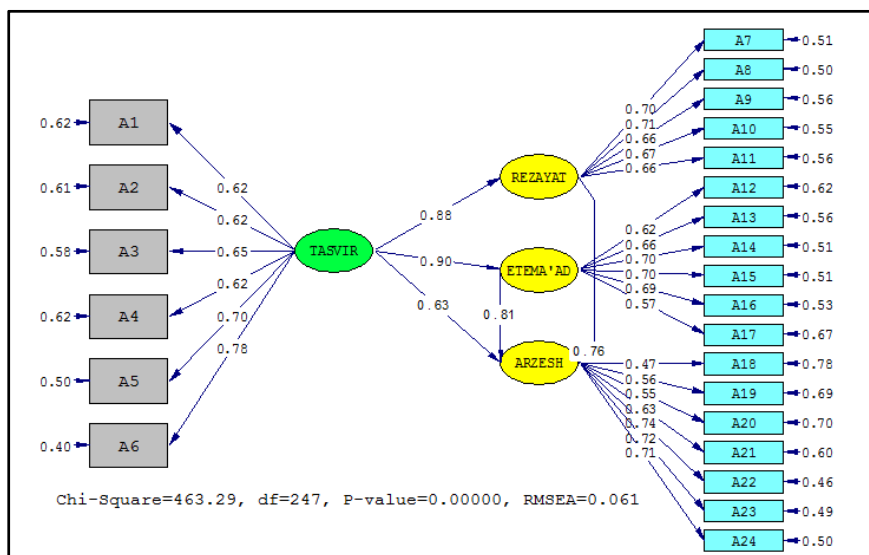 A7 0.51
A8 0.50
A9 0.56
A10 0.55
A11 0.56
A12 0.62
A13 0.56
A14 0.51
A15 0.51
A16 0.53
A17 0.67
A18 0.78
A19 0.69
A20 0.70
A21 0.60
A22 0.46
A23 0.49
A24 0.50
0.62 A1
0.61 A2
0.58 A3
0.62 A4
0.50 A5
0.40 A6
0.62
0.62
0.65
0.62
0.70
0.78
TASVIR
0.88
0.90
0.63
0.81
0.76
REZAYAT
ETEMA'AD
ARZESH
0.70
0.71
0.66
0.67
0.66
0.62
0.66
0.70
0.70
0.69
0.57
0.47
0.56
0.55
0.63
0.74
0.72
0.71
Chi-Square=463.29, df=247, P-value=0.00000, RMSEA=0.061